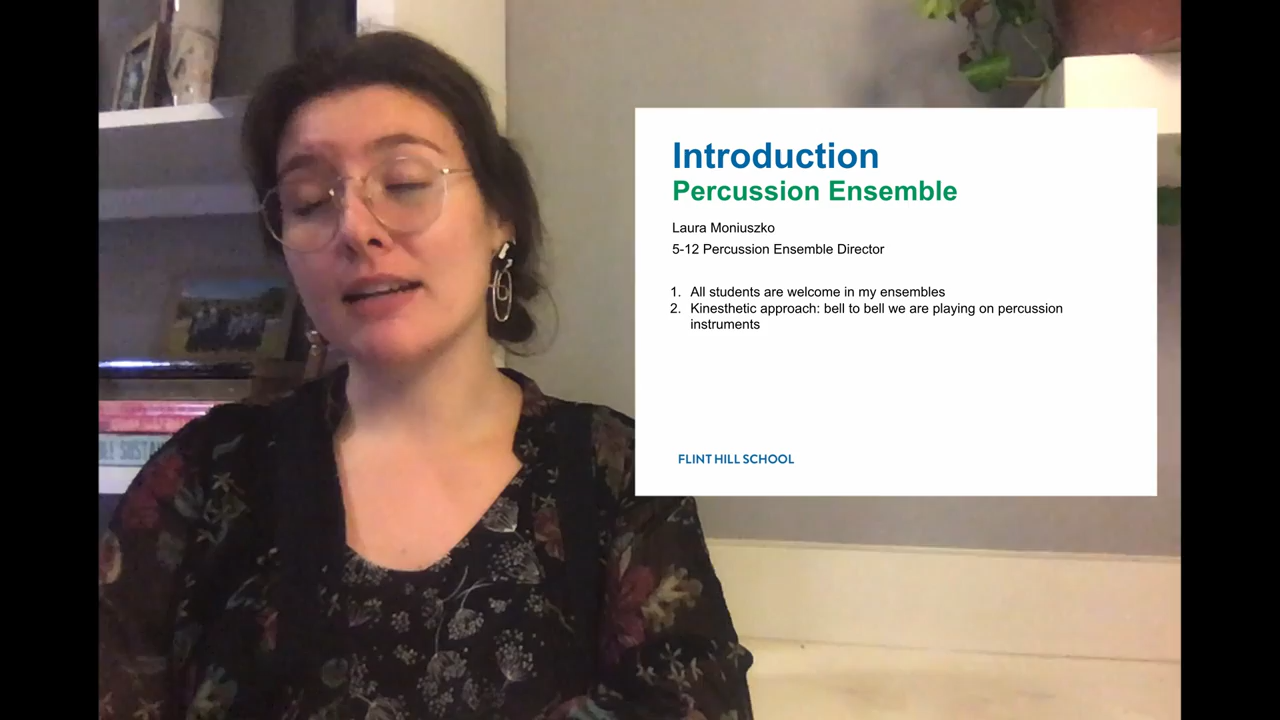 Introduction
Percussion Ensemble
Laura Moniuszko
5-12 Percussion Ensemble Director
1. All students are welcome in my ensembles
2. Kinesthetic approach: bell to bell we are playing on percussion
instruments
FLINT HILL SCHOOL